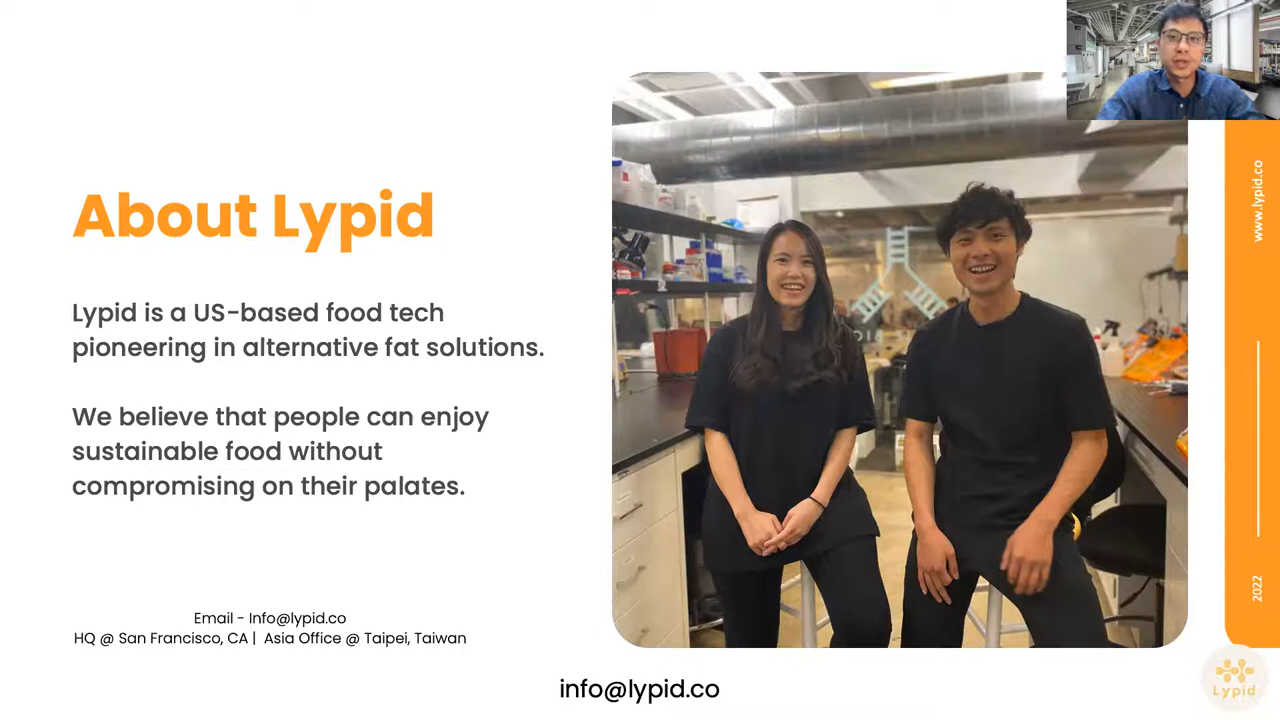 About Lypid
Lypid is a US-based food tech
pioneering in alternative fat solutions.
We believe that people can enjoy
sustainable food without
compromising on their palates.
Email - Info@lypid.co
HQ @ San Francisco, CA | Asia Office @ Taipei, Taiwan
info@lypid.co
www.lypid.co
2022
Lypid